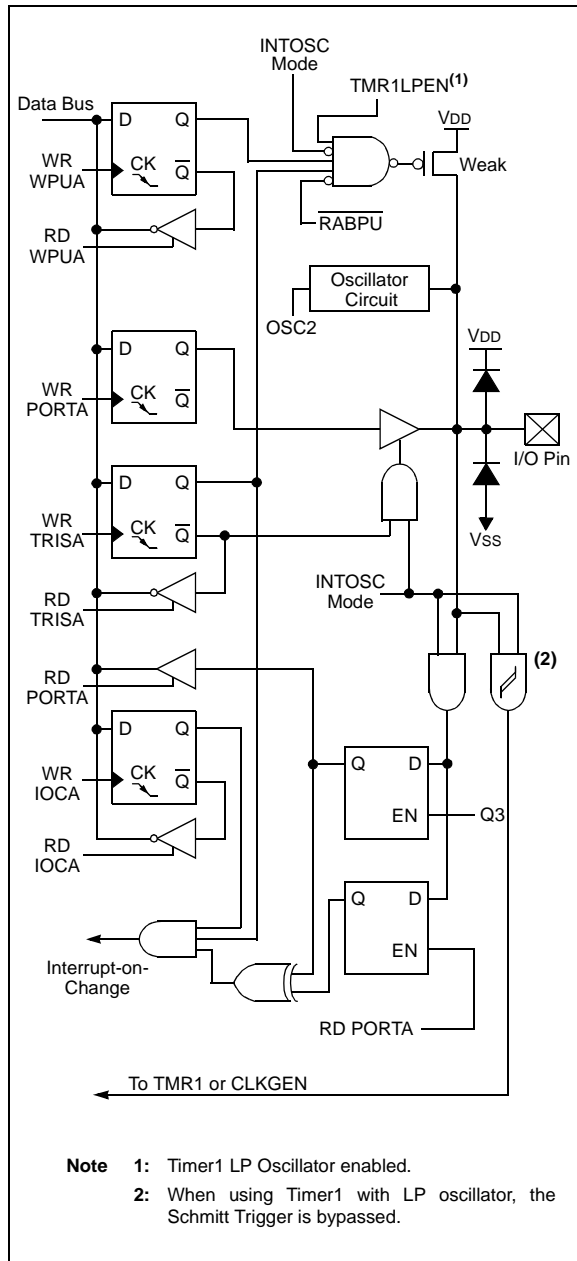 INTOSC
Mode
TMR1LPEN(1)
Data Bus
VDD
D
Q
WR
WPUA
CK
Q
Weak
RD
WPUA
RABPU
Oscillator
Circuit
OSC2
VDD
D
Q
WR
PORTA
CK
Q
I/O Pin
D
Q
WR
TRISA
CK
Q
VSS
INTOSC
Mode
RD
TRISA
(2)
RD
PORTA
D
Q
WR
IOCA
CK
Q
Q
D
EN
Q3
RD
IOCA
Q
D
EN
Interrupt-on-
Change
RD PORTA
To TMR1 or CLKGEN
Note 1: Timer1 LP Oscillator enabled.
2: When using Timer1 with LP oscillator, the
Schmitt Trigger is bypassed.